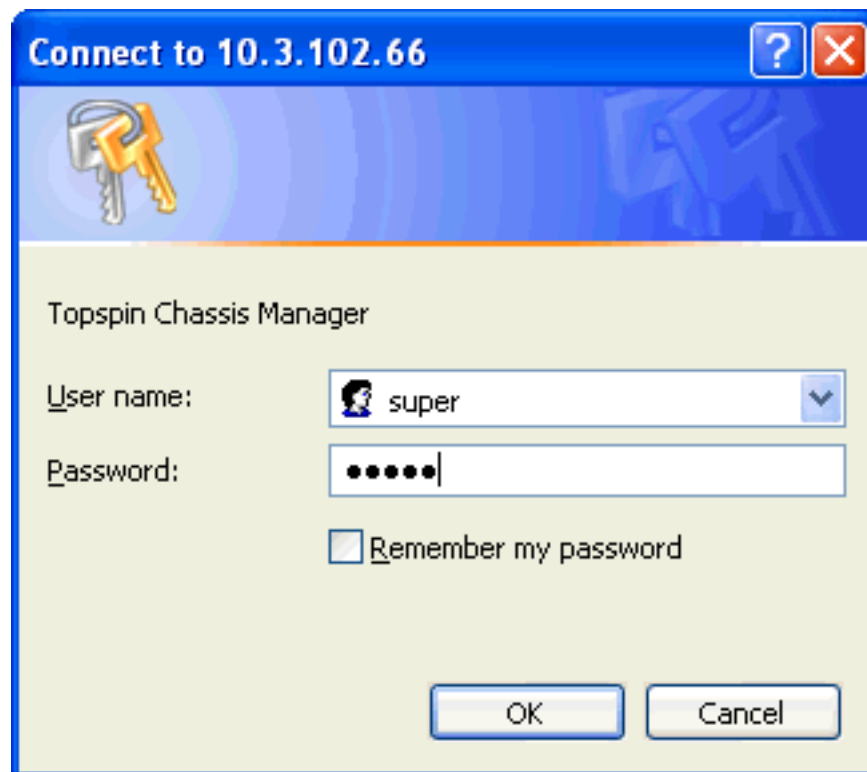 Connect to 10.3.102.66
Topspin Chassis Manager
User name:
super
Password:
●●●●●
Remember my password
OK
Cancel